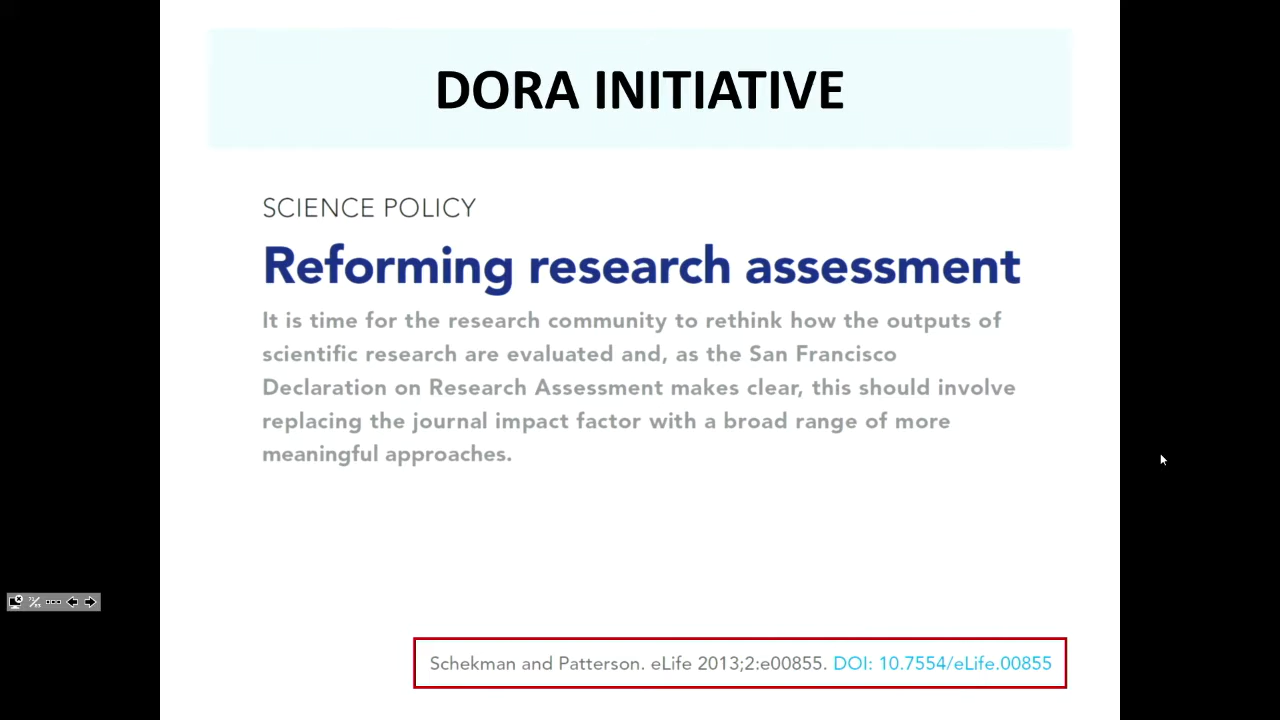 DORA INITIATIVE
SCIENCE POLICY
Reforming research assessment
It is time for the research community to rethink how the outputs of
scientific research are evaluated and, as the San Francisco
Declaration on Research Assessment makes clear, this should involve
replacing the journal impact factor with a broad range of more
meaningful approaches.
Schekman and Patterson. eLife 2013;2:e00855. DOI: 10.7554/eLife.00855